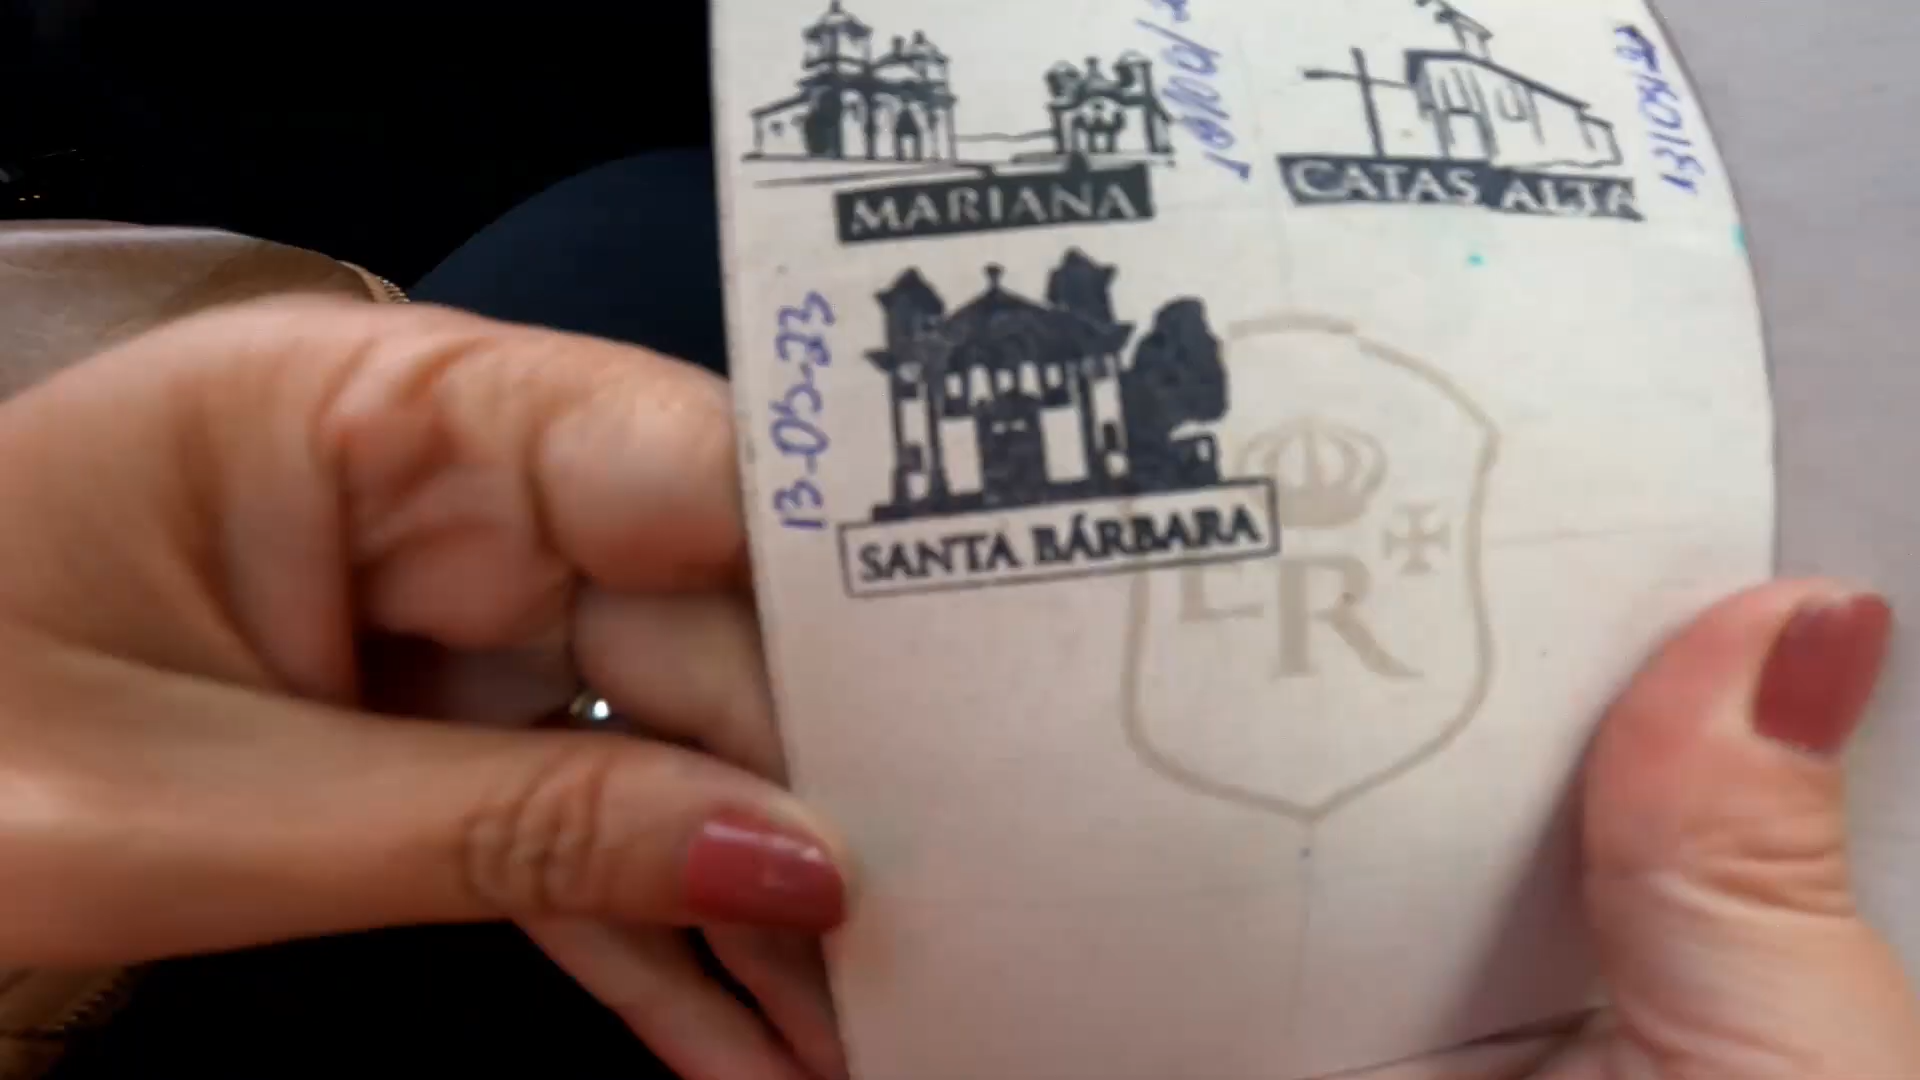 MARIANA
CATAS ALTA
13-05-23
SANTA BÁRBARA
ER